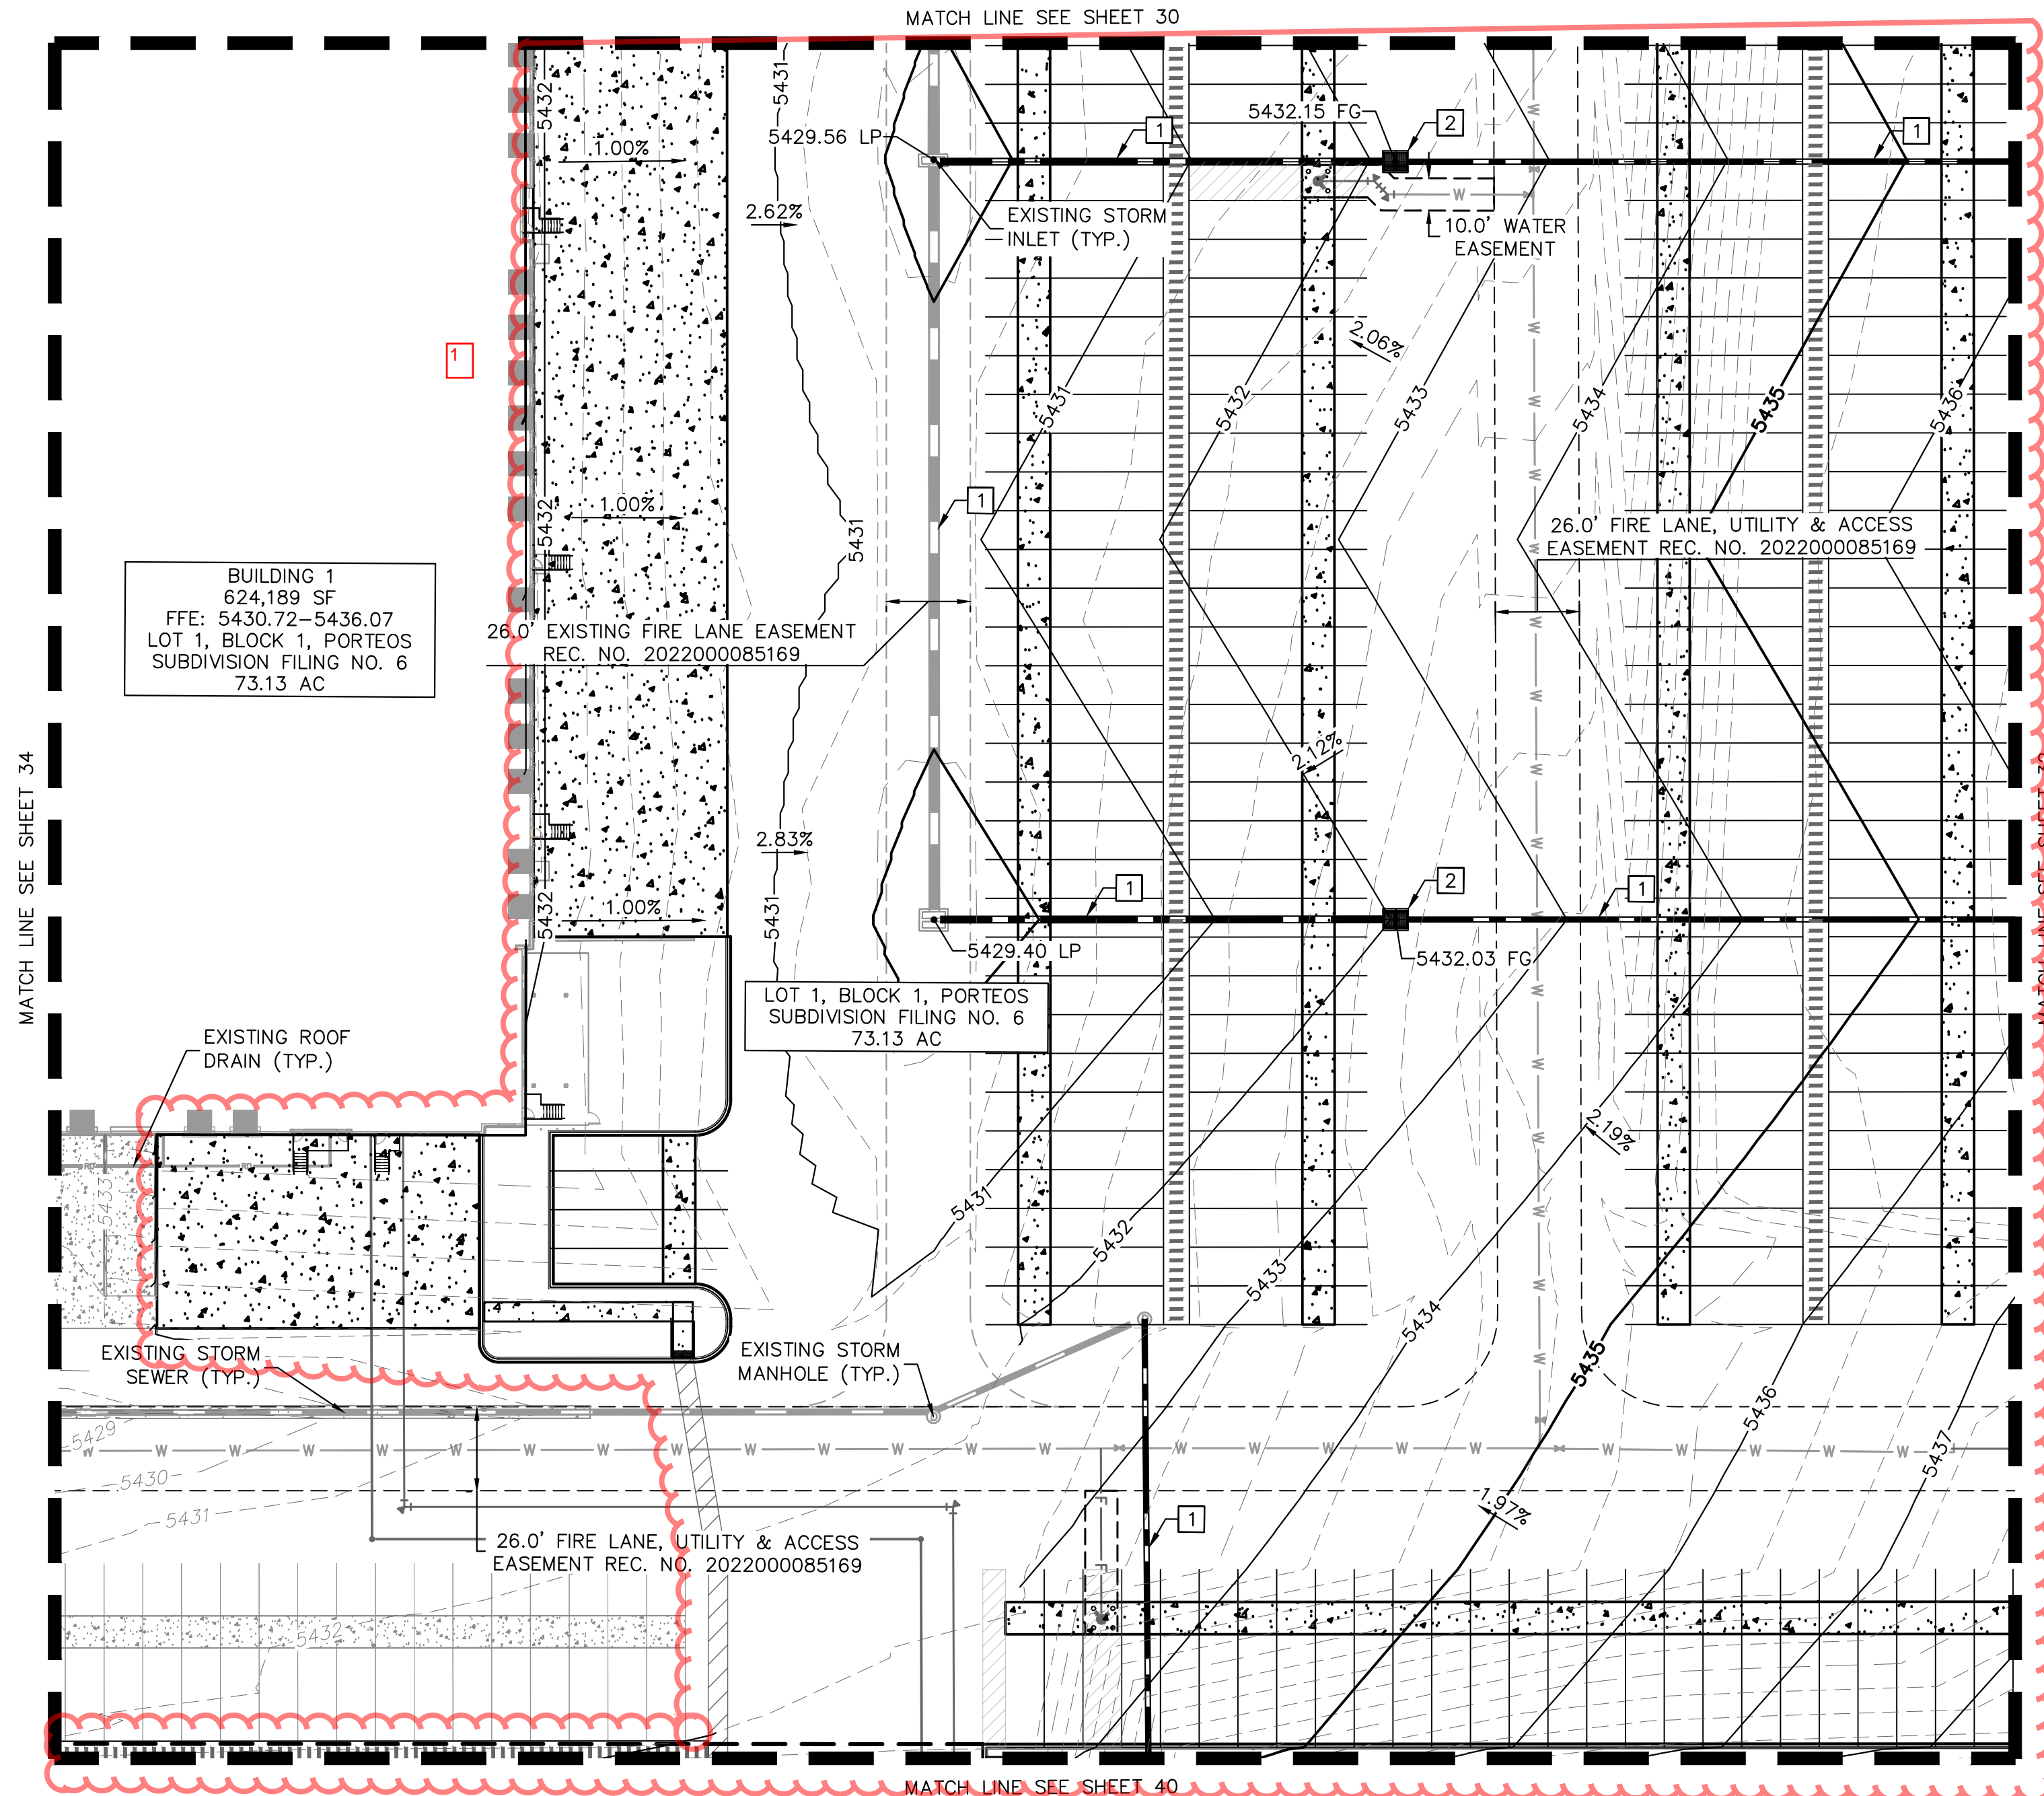 MATCH LINE SEE SHEET 30
5432
5431
1.00%
5429.56 LP
1
5432.15 FG
2
1
2.62%
EXISTING STORM
INLET (TYP.)
10.0' WATER
EASEMENT
W
1
2.06%
5431
5432
5433
5434
5435
5436
5432
1.00%
5431
1
26.0' FIRE LANE, UTILITY & ACCESS
EASEMENT REC. NO. 2022000085169
BUILDING 1
624,189 SF
FFE: 5430.72-5436.07
LOT 1, BLOCK 1, PORTEOS
SUBDIVISION FILING NO. 6
73.13 AC
26.0' EXISTING FIRE LANE EASEMENT
REC. NO. 2022000085169
MATCH LINE SEE SHEET 34
2.12%
2.83%
5432
1.00%
5431
1
2
1
5429.40 LP
5432.03 FG
LOT 1, BLOCK 1, PORTEOS
SUBDIVISION FILING NO. 6
73.13 AC
EXISTING ROOF
DRAIN (TYP.)
RD
RD
5433
2.19%
5431
5432
5433
5434
5435
5436
5437
EXISTING STORM
SEWER (TYP.)
EXISTING STORM
MANHOLE (TYP.)
5429
W W W W W W W W W W W W W W W W W W W W W W W W
5430
5431
1.97%
1
F
F
26.0' FIRE LANE, UTILITY & ACCESS
EASEMENT REC. NO. 2022000085169
5432
MATCH LINE SEE SHEET 40